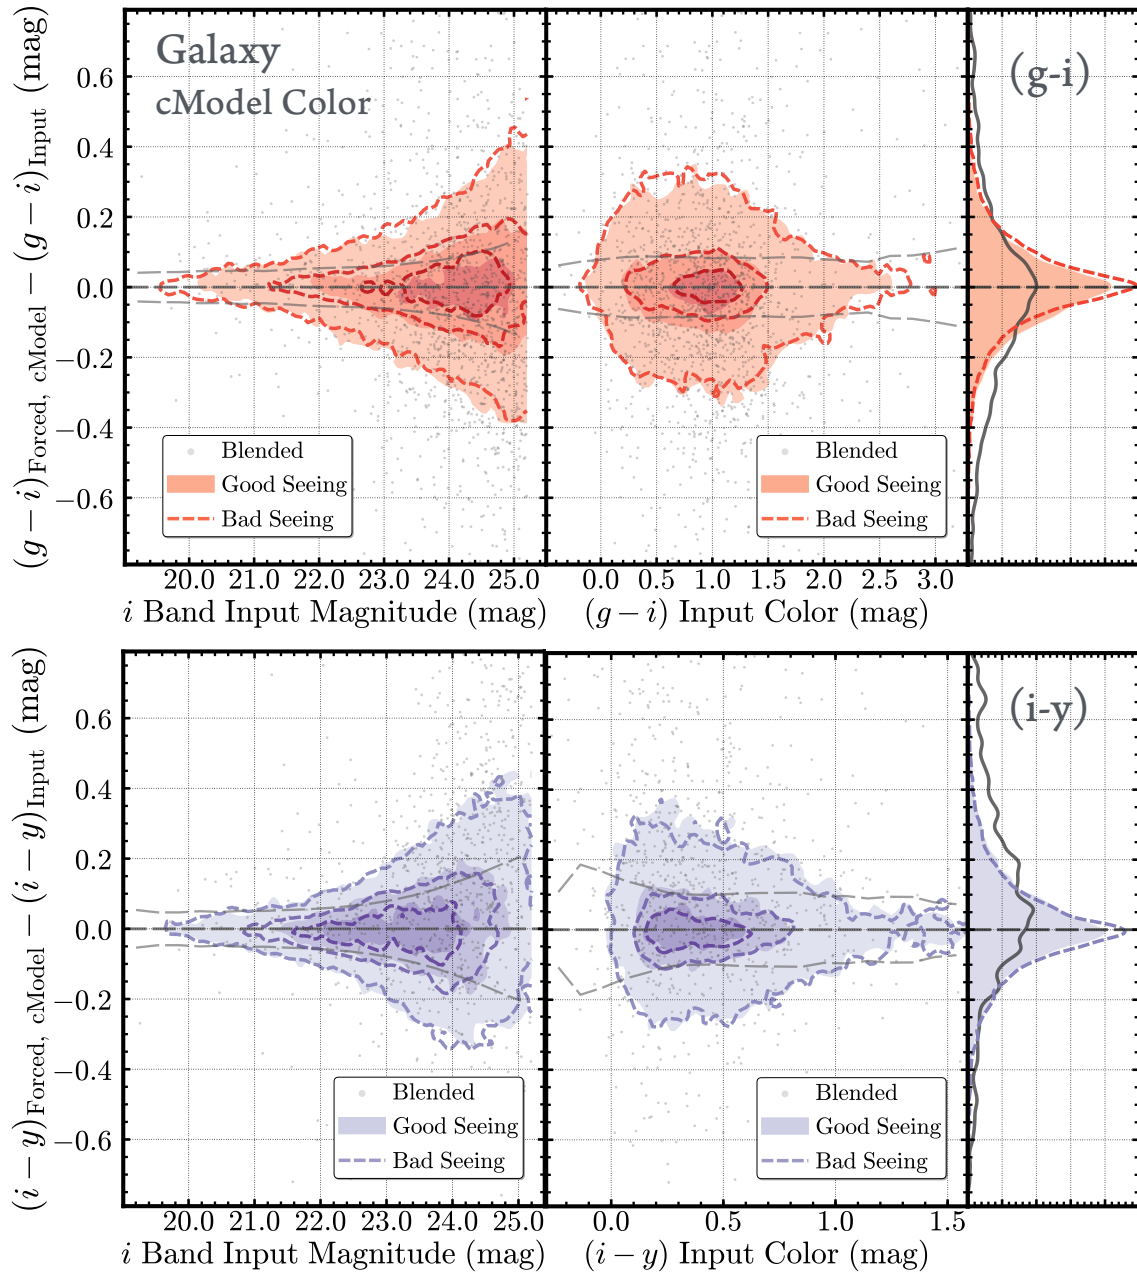 (g − i)Forced, cModel − (g − i)Input (mag)
Galaxy
cModel Color
(g-i)
0.6
0.4
0.2
0.0
−0.2
−0.4
−0.6
Blended
Good Seeing
Bad Seeing
Blended
Good Seeing
Bad Seeing
20.0 21.0 22.0 23.0 24.0 25.0
0.0 0.5 1.0 1.5 2.0 2.5 3.0
i Band Input Magnitude (mag)
(g − i) Input Color (mag)
(i − y)Forced, cModel − (i − y)Input (mag)
(i-y)
0.6
0.4
0.2
0.0
−0.2
−0.4
−0.6
Blended
Good Seeing
Bad Seeing
Blended
Good Seeing
Bad Seeing
20.0 21.0 22.0 23.0 24.0 25.0
0.0 0.5 1.0 1.5
i Band Input Magnitude (mag)
(i − y) Input Color (mag)